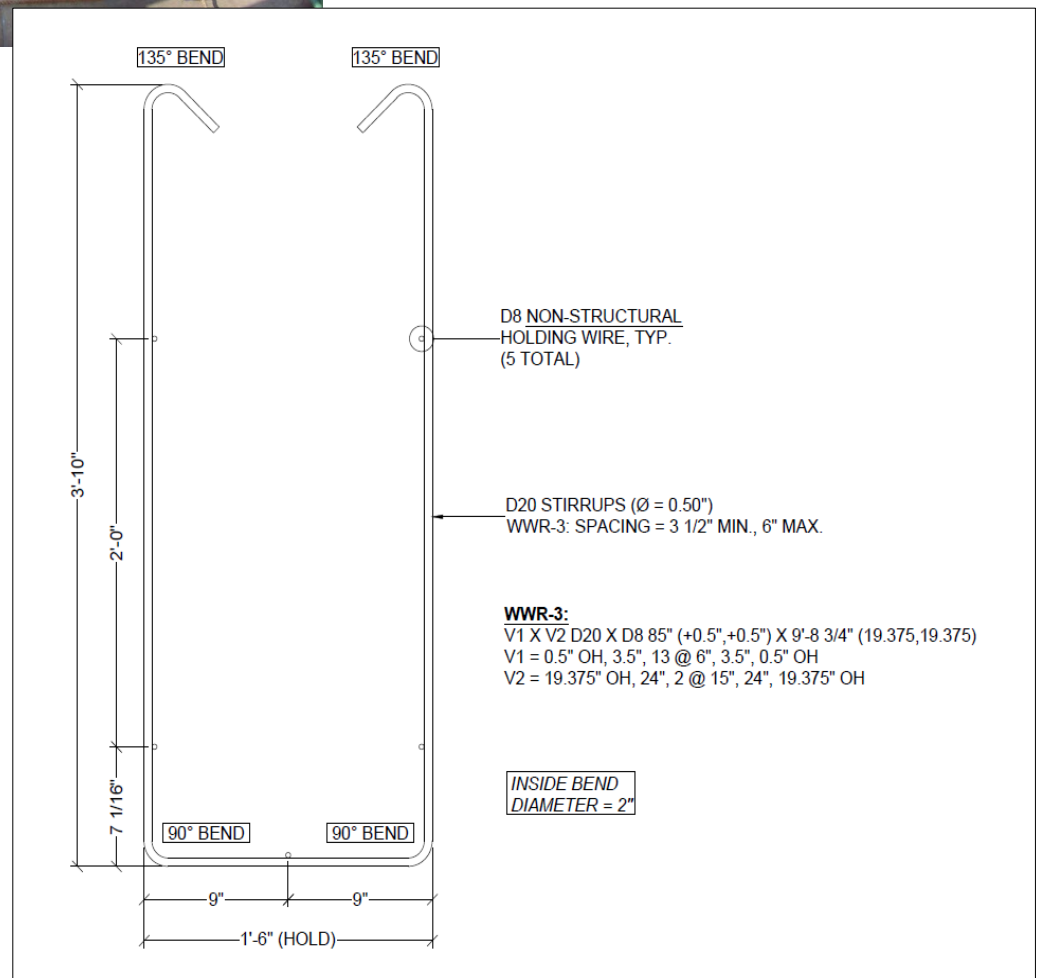 135° BEND
135° BEND
D8 NON-STRUCTURAL
HOLDING WIRE, TYP.
(5 TOTAL)
3'-10"
2'-0"
D20 STIRRUPS (Ø = 0.50")
WWR-3: SPACING = 3 1/2" MIN., 6" MAX.
WWR-3:
V1 X V2 D20 X D8 85" (+0.5",+0.5") X 9'-8 3/4" (19.375,19.375)
V1 = 0.5" OH, 3.5", 13 @ 6", 3.5", 0.5" OH
V2 = 19.375" OH, 24", 2 @ 15", 24", 19.375" OH
7 1/16"
INSIDE BEND
DIAMETER = 2"
90° BEND
90° BEND
9"
9"
1'-6" (HOLD)